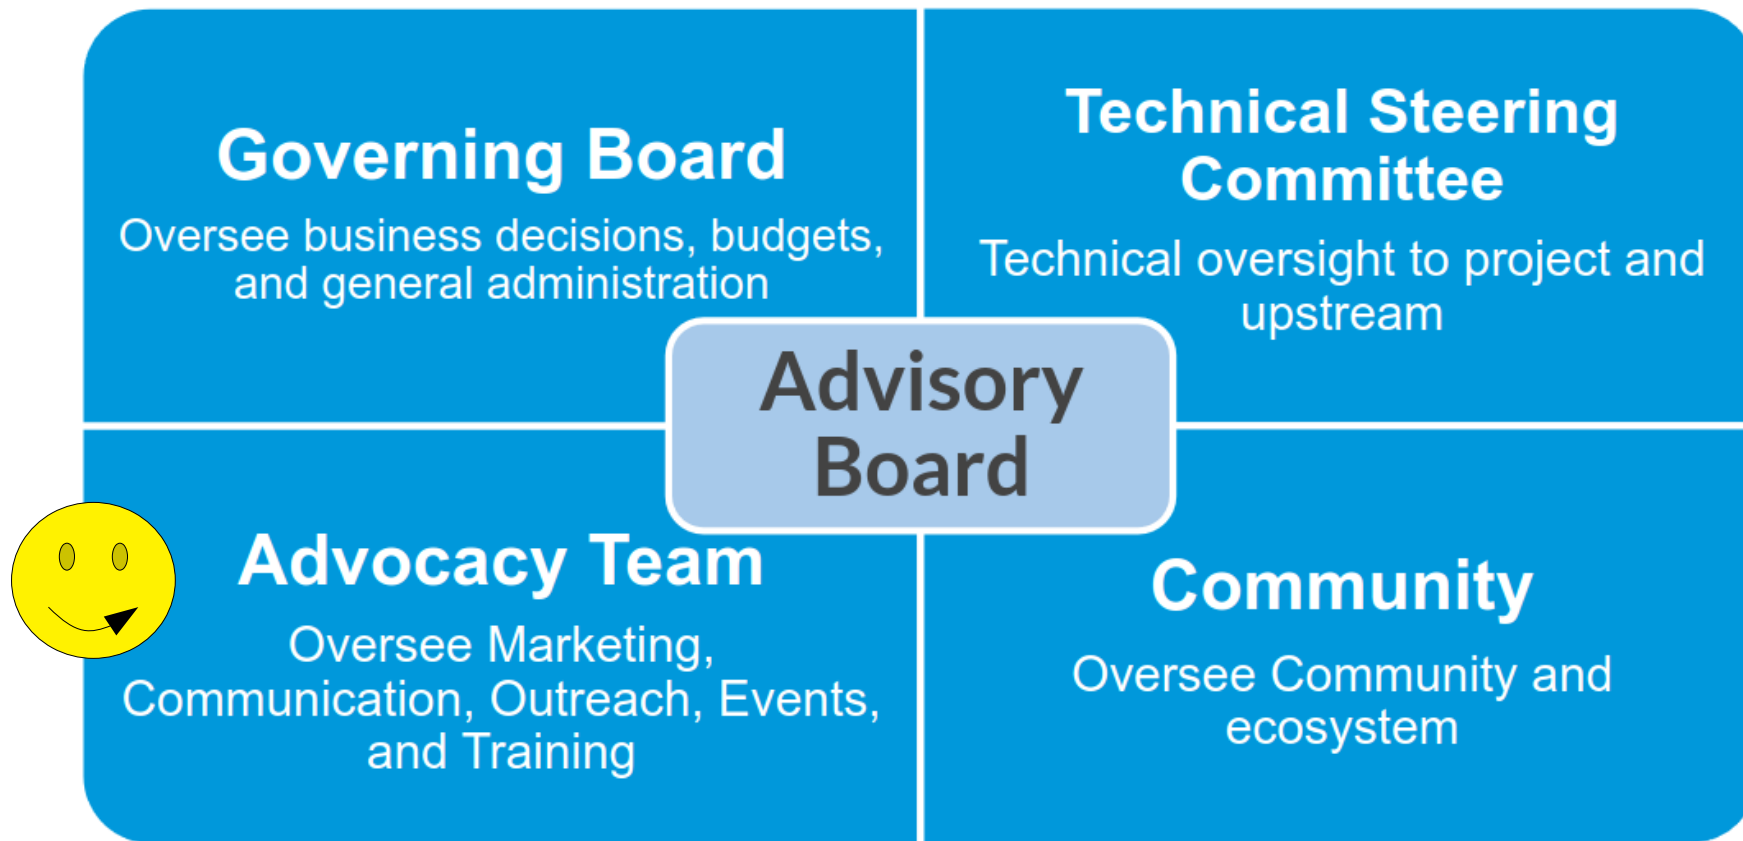 Governing Board
Oversee business decisions, budgets,
and general administration
Technical Steering
Committee
Technical oversight to project and
upstream
Advisory
Board
Advocacy Team
Oversee Marketing,
Communication, Outreach, Events,
and Training
Community
Oversee Community and
ecosystem